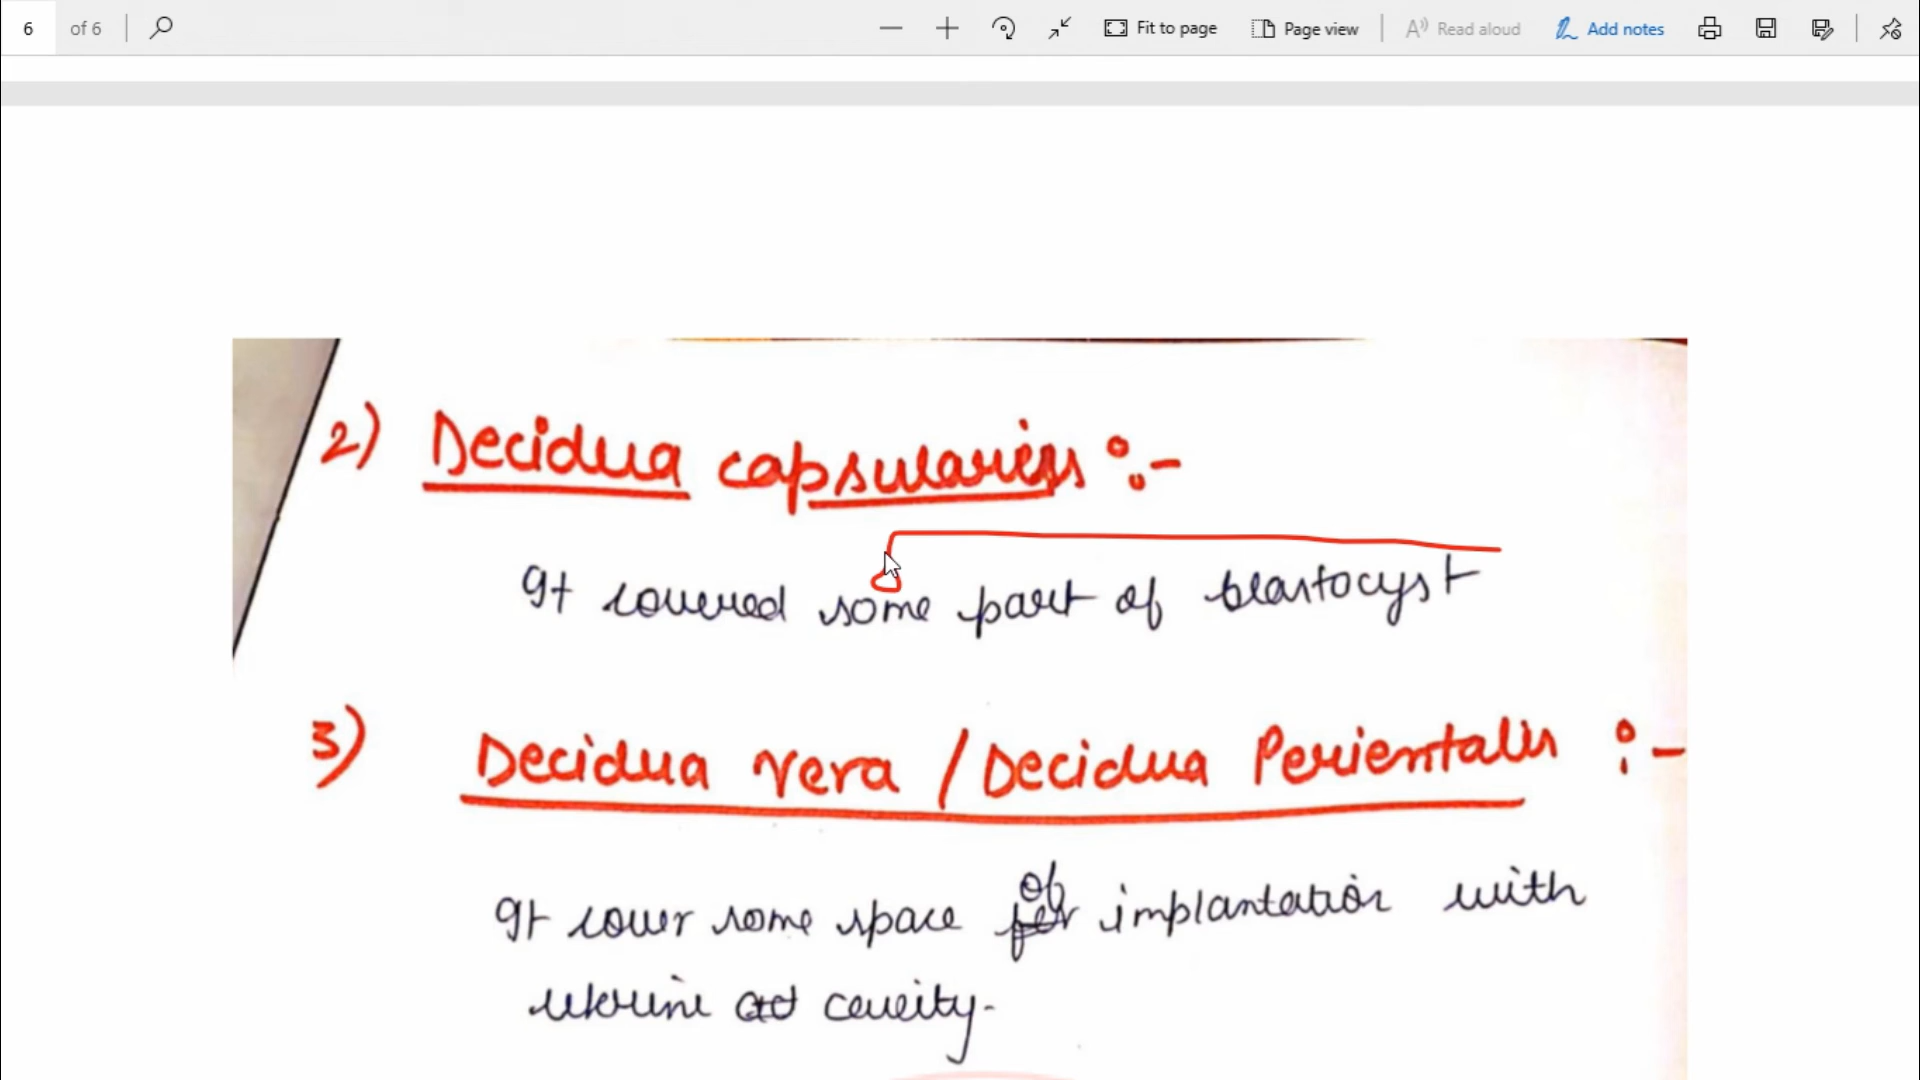 6 of 6 Fit to page Page view Read aloud Add notes
2) Decidua capsulariss :-
It covered some part of blastocyst
3) Decidua vera / Decidua Perientalis :-
It cover some space of implantation with
uterine cavity.